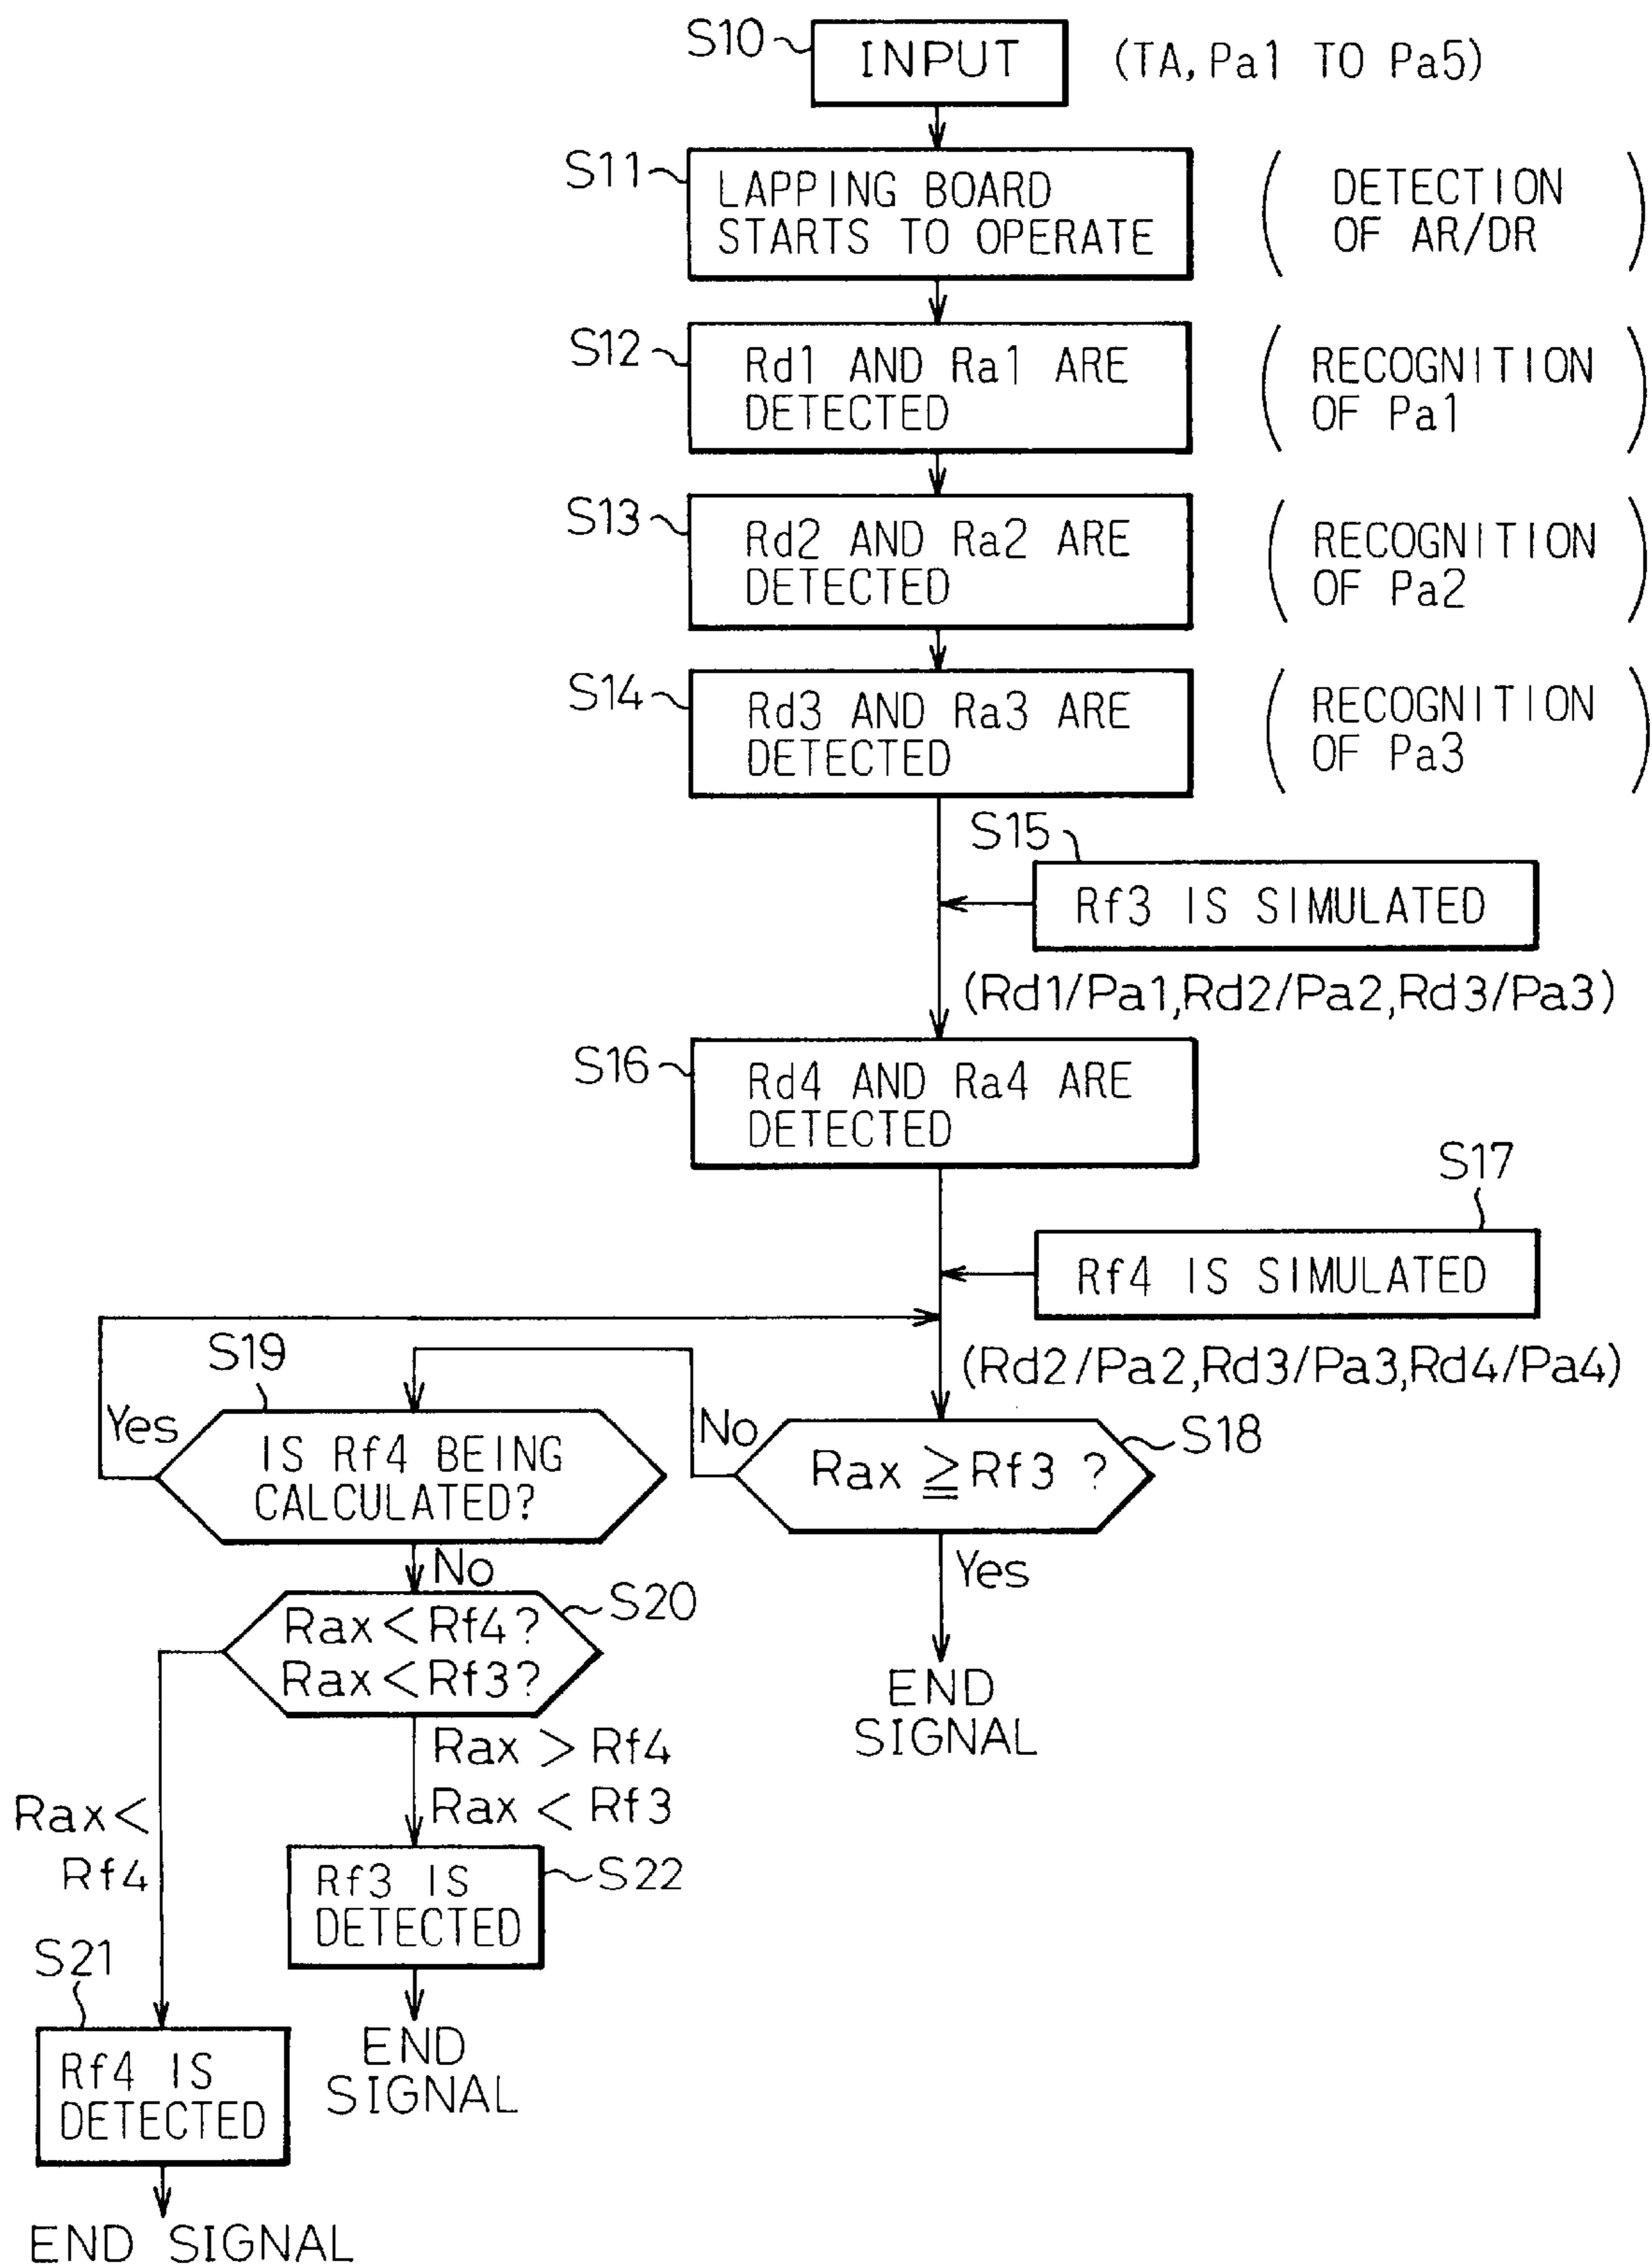 S10
INPUT
(TA, Pa1 TO Pa5)
S11
LAPPING BOARD
STARTS TO OPERATE
( DETECTION
OF AR/DR )
S12
Rd1 AND Ra1 ARE
DETECTED
( RECOGNITION
OF Pa1 )
S13
Rd2 AND Ra2 ARE
DETECTED
( RECOGNITION
OF Pa2 )
S14
Rd3 AND Ra3 ARE
DETECTED
( RECOGNITION
OF Pa3 )
S15
Rf3 IS SIMULATED
(Rd1/Pa1,Rd2/Pa2,Rd3/Pa3)
S16
Rd4 AND Ra4 ARE
DETECTED
S17
Rf4 IS SIMULATED
(Rd2/Pa2,Rd3/Pa3,Rd4/Pa4)
S18
Rax ≧ Rf3 ?
No
Yes
END
SIGNAL
S19
IS Rf4 BEING
CALCULATED?
Yes
No
S20
Rax < Rf4?
Rax < Rf3?
Rax > Rf4
Rax < Rf3
S22
Rf3 IS
DETECTED
END
SIGNAL
Rax <
Rf4
S21
Rf4 IS
DETECTED
END SIGNAL